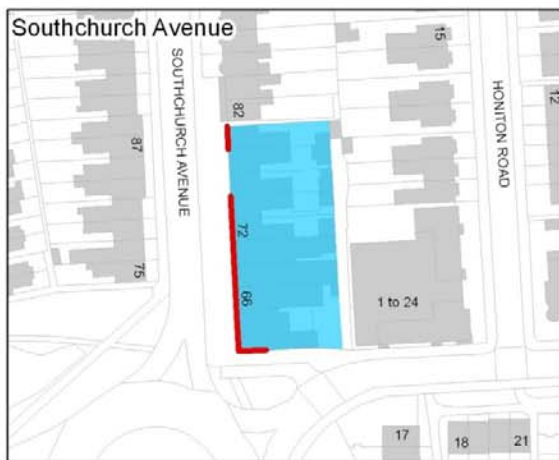 Southchurch Avenue
SOUTHCHURCH AVENUE
82
87
72
75
66
15
HONITON ROAD
12
1 to 24
17
18
21